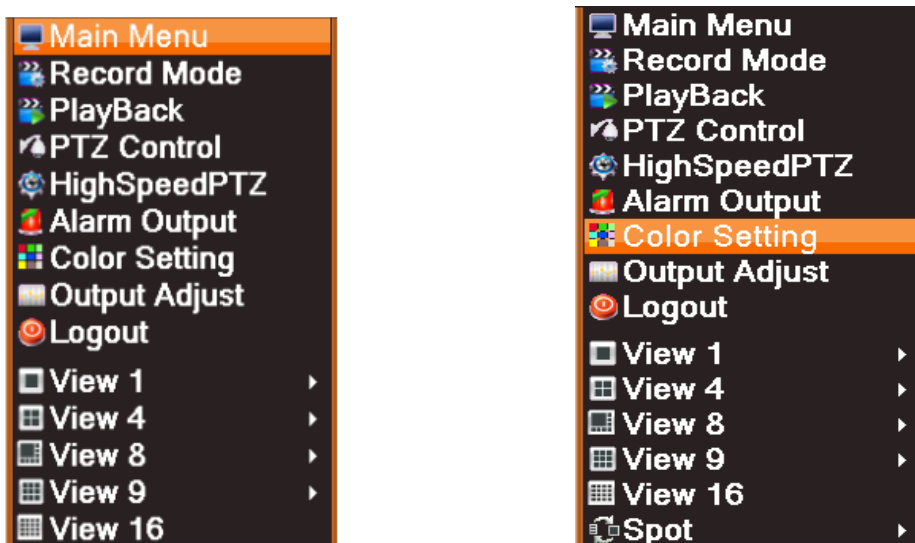 Main Menu
Record Mode
PlayBack
PTZ Control
HighSpeedPTZ
Alarm Output
Color Setting
Output Adjust
Logout
View 1
View 4
View 8
View 9
View 16
Main Menu
Record Mode
PlayBack
PTZ Control
HighSpeedPTZ
Alarm Output
Color Setting
Output Adjust
Logout
View 1
View 4
View 8
View 9
View 16
Spot